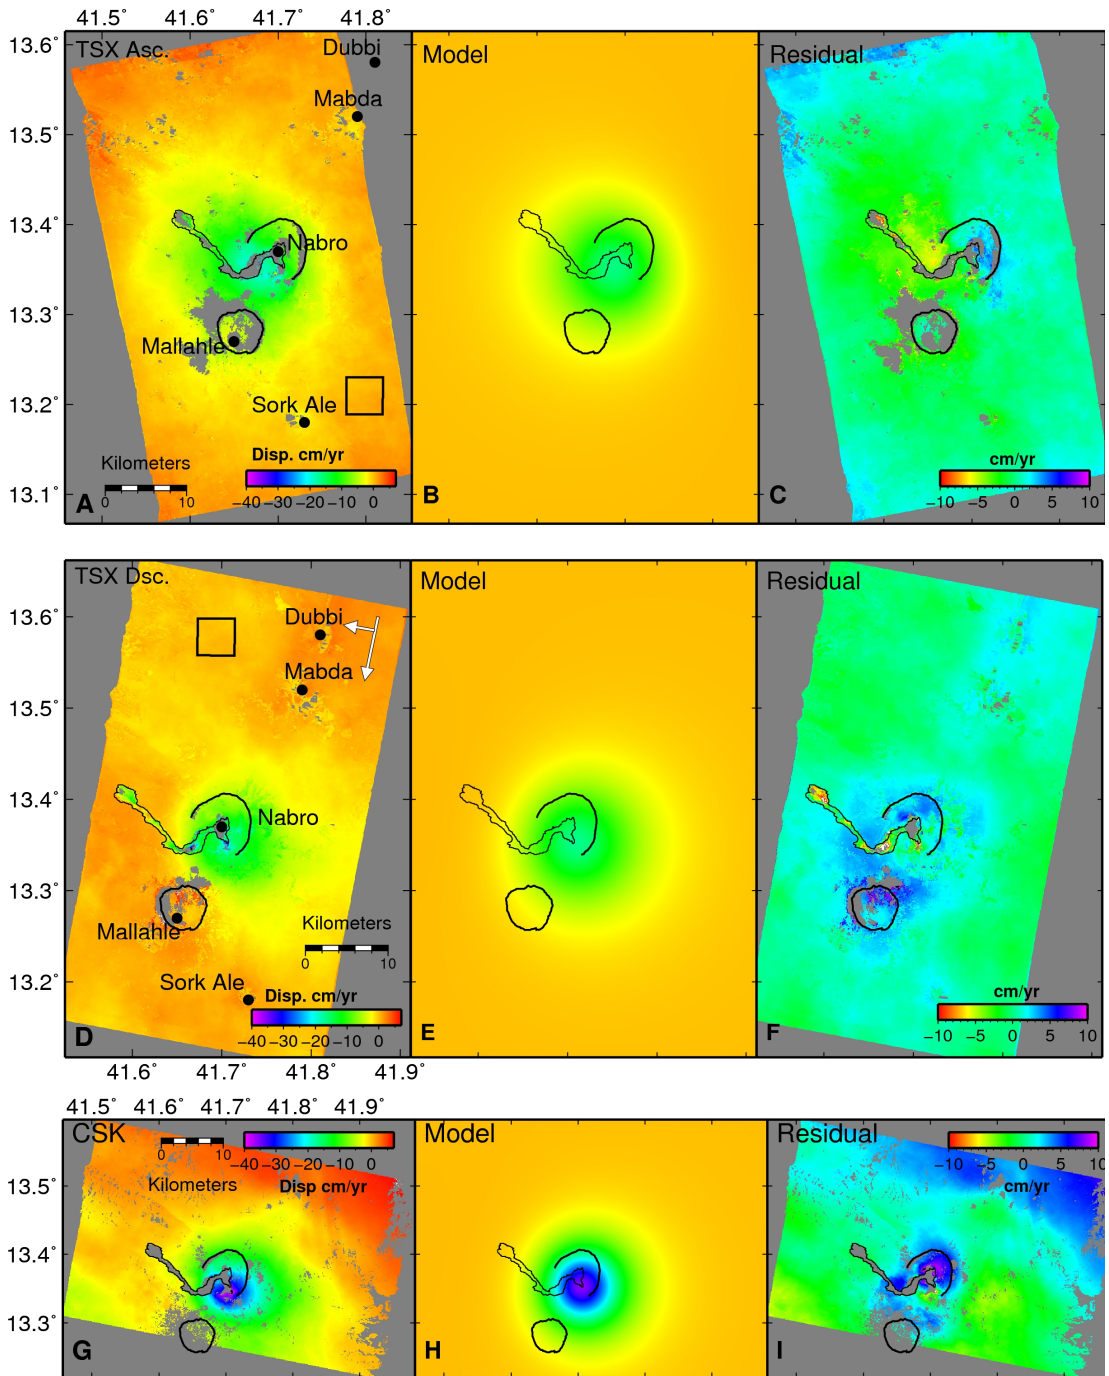 41.5° 41.6° 41.7° 41.8°
13.6°
13.5°
13.4°
13.3°
13.2°
13.1°
TSX Asc.
Dubbi
Mabda
Nabro
Mallahle
Sork Ale
Kilometers
0 10
Disp. cm/yr
−40 −30 −20 −10 0
A
Model
B
Residual
cm/yr
−10 −5 0 5 10
C
13.6°
13.5°
13.4°
13.3°
13.2°
TSX Dsc.
Dubbi
Mabda
Nabro
Mallahle
Kilometers
0 10
Sork Ale
Disp. cm/yr
−40 −30 −20 −10 0
D
41.6° 41.7° 41.8° 41.9°
Model
E
Residual
cm/yr
−10 −5 0 5 10
F
41.5° 41.6° 41.7° 41.8° 41.9°
13.5°
13.4°
13.3°
CSK
0 10
Kilometers
−40 −30 −20 −10 0
Disp cm/yr
G
Model
H
Residual
−10 −5 0 5 10
cm/yr
I